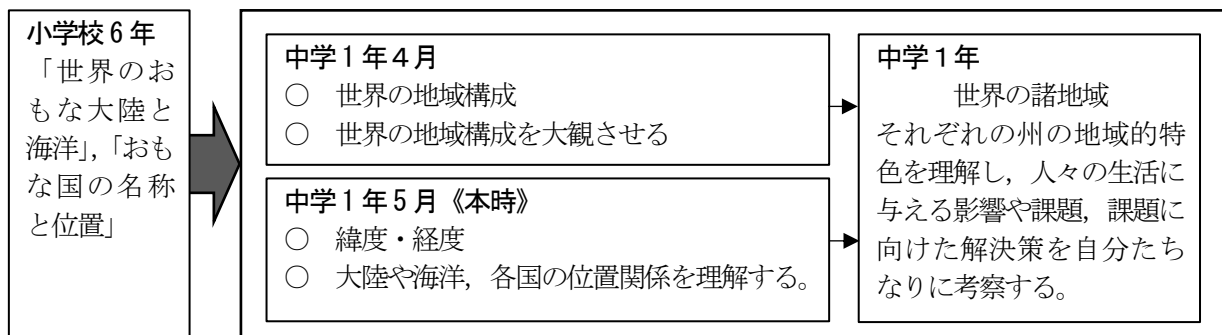 小学校6年
「世界のお
もな大陸と
海洋」,「おも
な国の名称
と位置」
中学1年4月
○ 世界の地域構成
○ 世界の地域構成を大観させる
中学1年5月《本時》
○ 緯度・経度
○ 大陸や海洋，各国の位置関係を理解する。
中学1年
世界の諸地域
それぞれの州の地域的特
色を理解し，人々の生活に
与える影響や課題，課題に
向けた解決策を自分たち
なりに考察する。